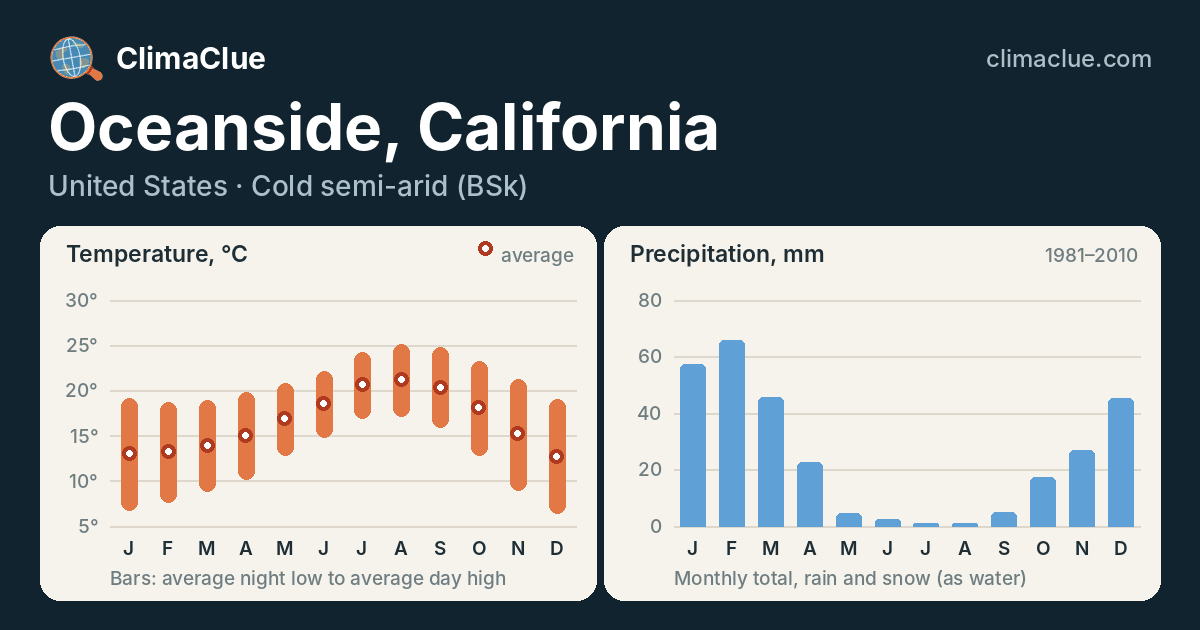 ClimaClue
climaclue.com
Oceanside, California
United States · Cold semi-arid (BSk)
Temperature, °C
average
30°
25°
20°
15°
10°
5°
J F M A M J J A S O N D
Bars: average night low to average day high
Precipitation, mm
1981–2010
80
60
40
20
0
J F M A M J J A S O N D
Monthly total, rain and snow (as water)